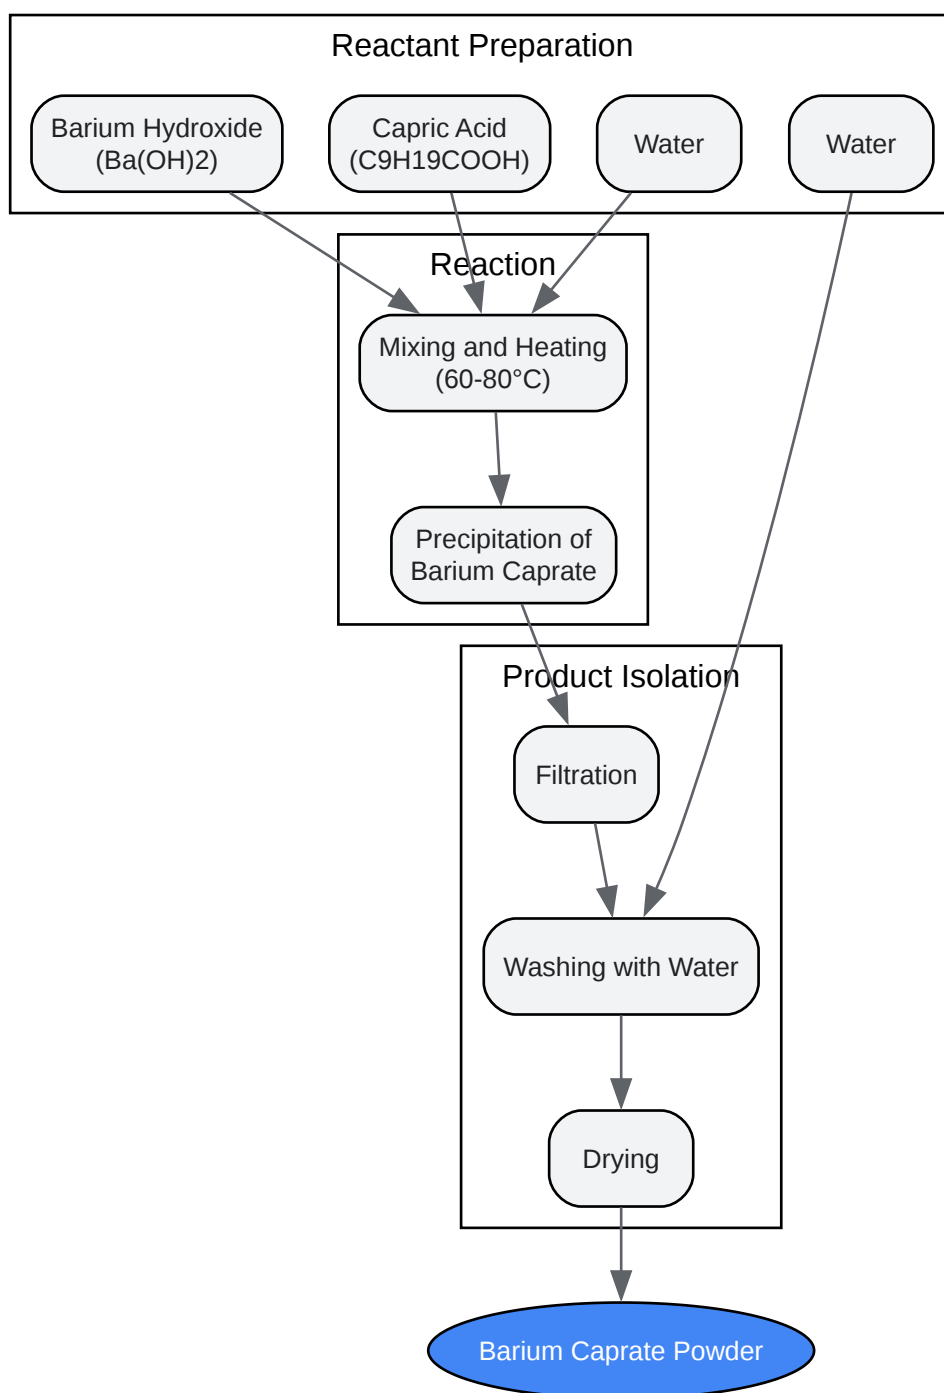 Reactant Preparation
Barium Hydroxide
(Ba(OH)2)
Capric Acid
(C9H19COOH)
Water
Water
Reaction
Mixing and Heating
(60-80°C)
Precipitation of
Barium Caprate
Product Isolation
Filtration
Washing with Water
Drying
Barium Caprate Powder